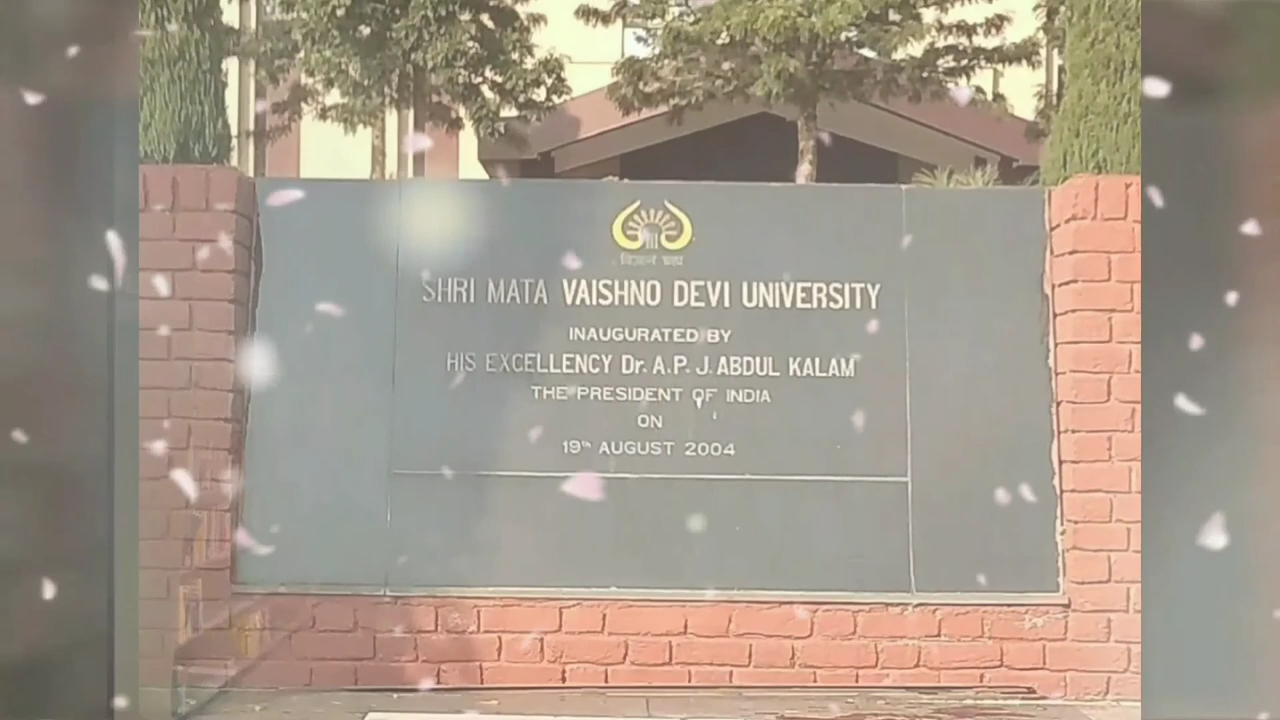 विज्ञानं ब्रह्म
SHRI MATA VAISHNO DEVI UNIVERSITY
INAUGURATED BY
HIS EXCELLENCY Dr. A. P. J. ABDUL KALAM
THE PRESIDENT OF INDIA
ON
19th AUGUST 2004